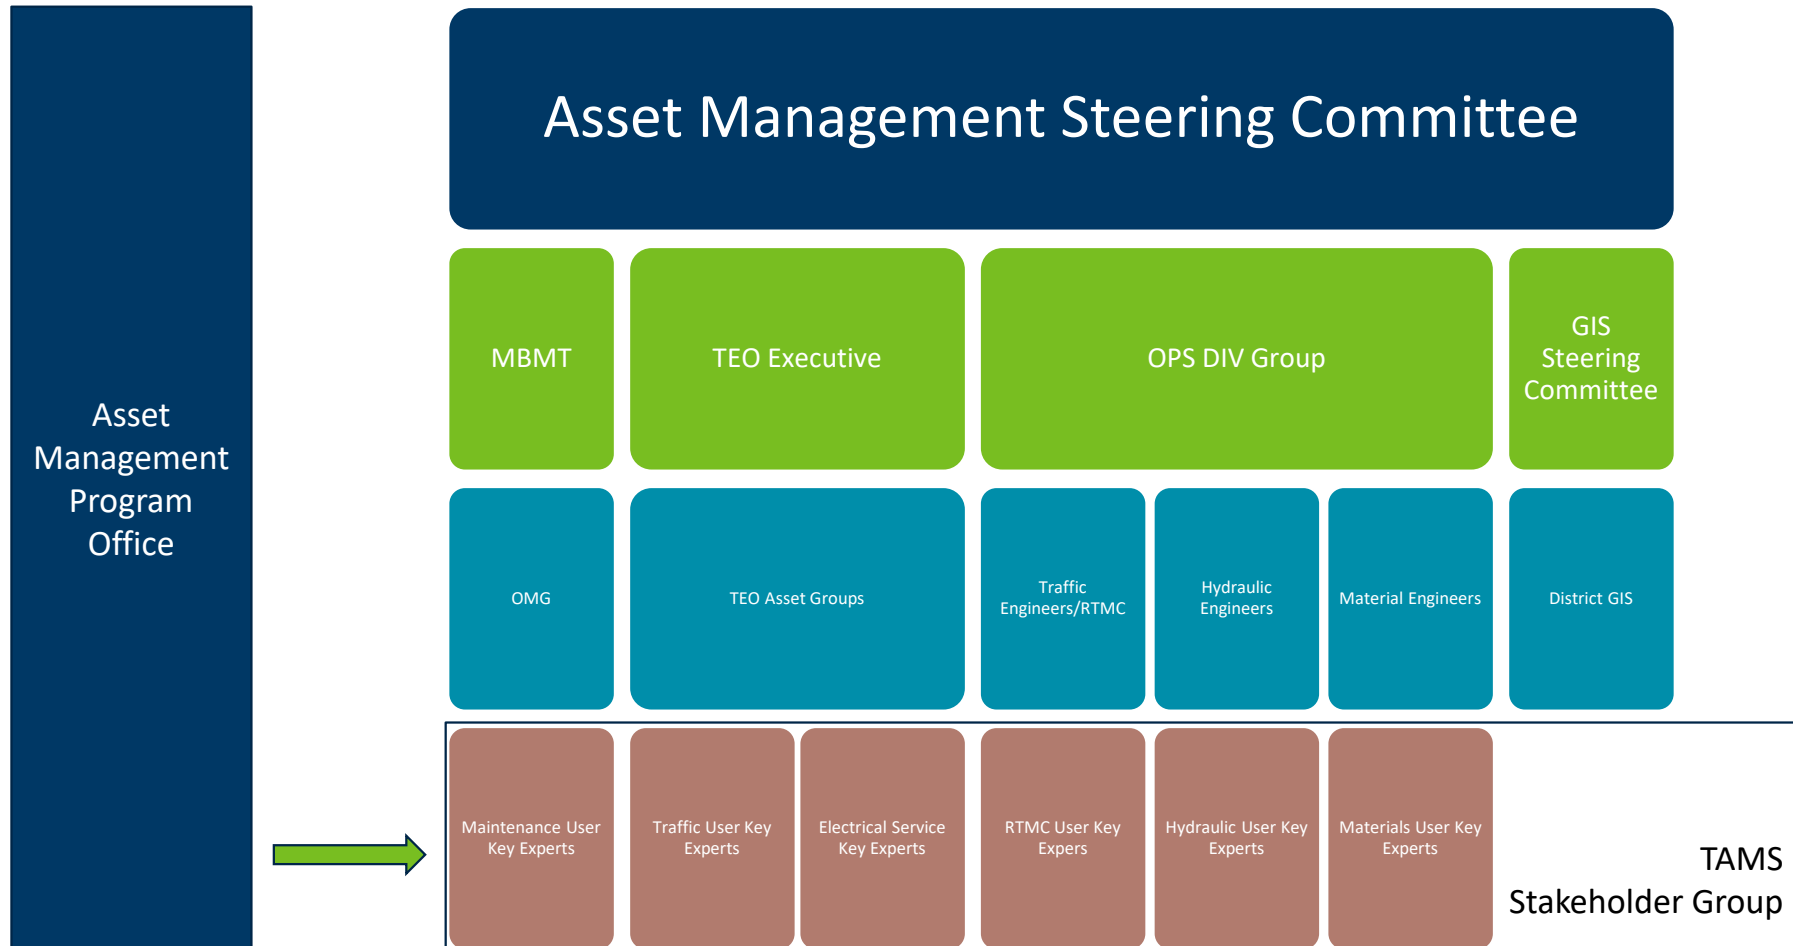 Asset Management Steering Committee
Asset
Management
Program
Office
MBMT
TEO Executive
OPS DIV Group
GIS
Steering
Committee
OMG
TEO Asset Groups
Traffic
Engineers/RTMC
Hydraulic
Engineers
Material Engineers
District GIS
Maintenance User
Key Experts
Traffic User Key
Experts
Electrical Service
Key Experts
RTMC User Key
Expers
Hydraulic User Key
Experts
Materials User Key
Experts
TAMS
Stakeholder Group